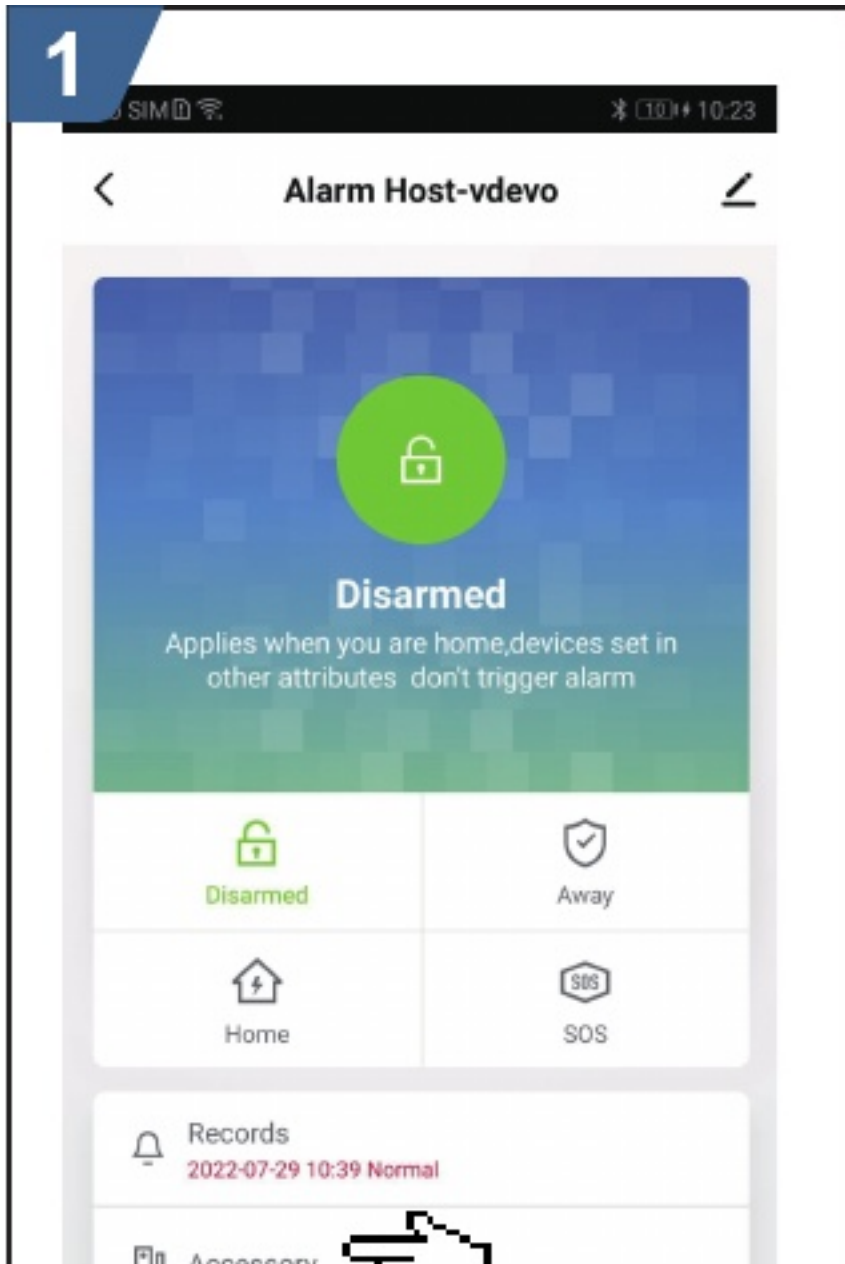 1
SIM 10 10:23
Alarm Host-vdevo
Disarmed
Applies when you are home,devices set in
other attributes don't trigger alarm
Disarmed
Away
Home
SOS
SOS
Records
2022-07-29 10:39 Normal
Accessory